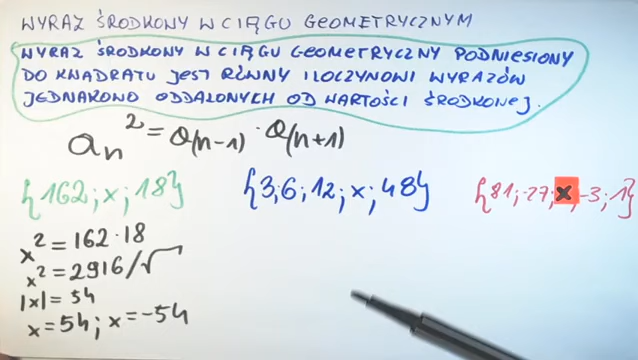 WYRAZ ŚRODKOWY W CIĄGU GEOMETRYCZNYM
WYRAZ ŚRODKOWY W CIĄGU GEOMETRYCZNY PODNIESIONY
DO KWADRATU JEST RÓWNY ILOCZYNOWI WYRAZÓW
JEDNAKOWO ODDALONYCH OD WARTOŚCI ŚRODKOWEJ.
aₙ² = a(n-1) · a(n+1)
{162; x; 18} {3; 6; 12; x; 48} {81; -27; x; -3; 1}
x² = 162 · 18
x² = 2916 /√
|x| = 54
x = 54; x = -54